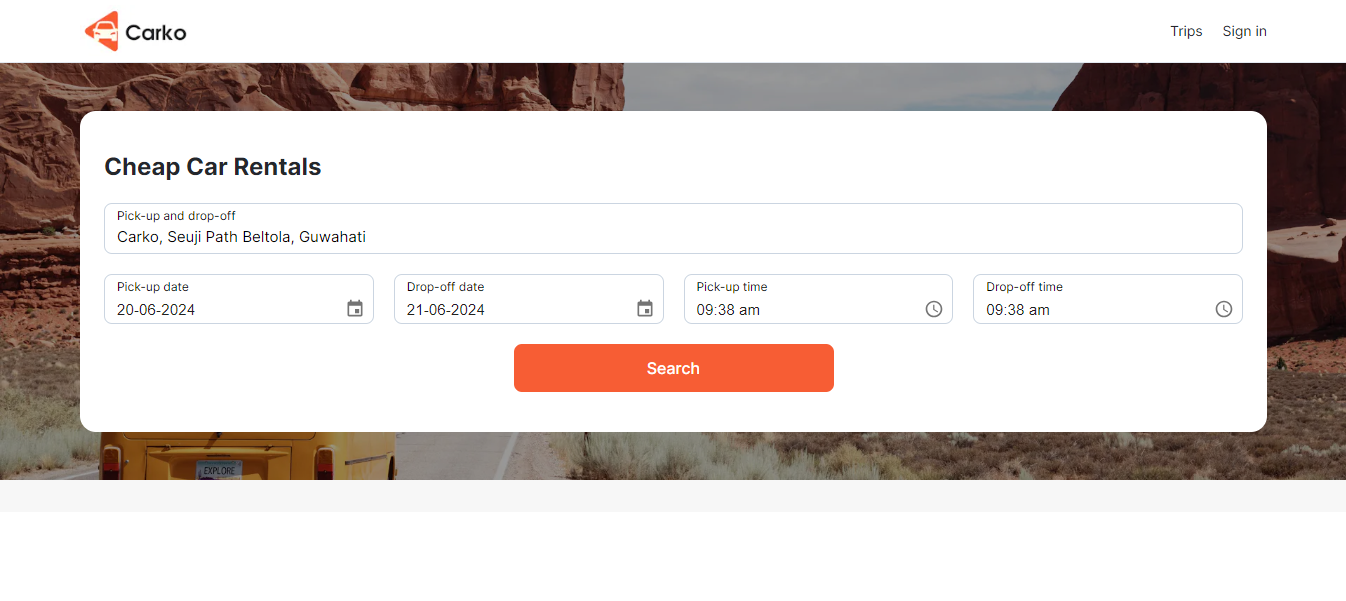 Carko
Trips
Sign in
Cheap Car Rentals
Pick-up and drop-off
Carko, Seuji Path Beltola, Guwahati
Pick-up date
20-06-2024
Drop-off date
21-06-2024
Pick-up time
09:38 am
Drop-off time
09:38 am
Search
EXPLORE